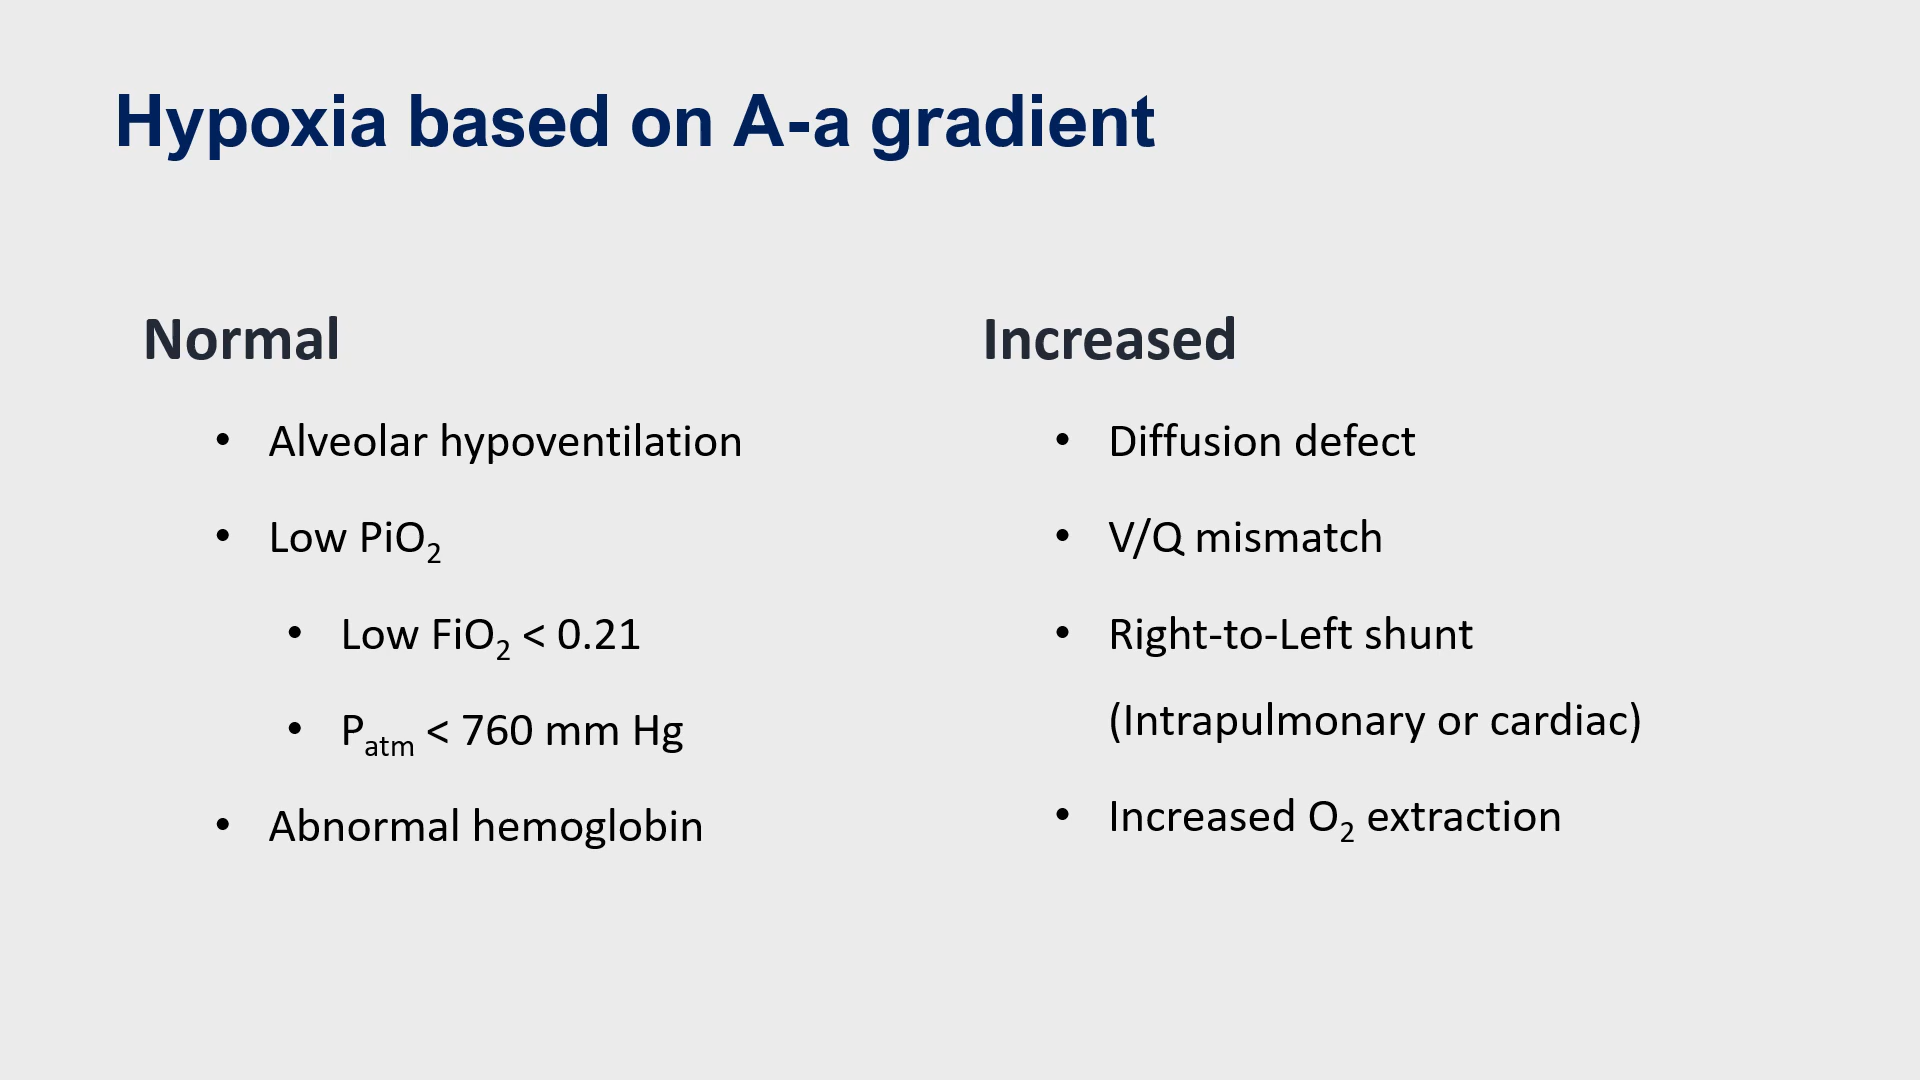 Hypoxia based on A-a gradient
Normal
• Alveolar hypoventilation
• Low PiO₂
• Low FiO₂ < 0.21
• Patm < 760 mm Hg
• Abnormal hemoglobin
Increased
• Diffusion defect
• V/Q mismatch
• Right-to-Left shunt
(Intrapulmonary or cardiac)
• Increased O₂ extraction